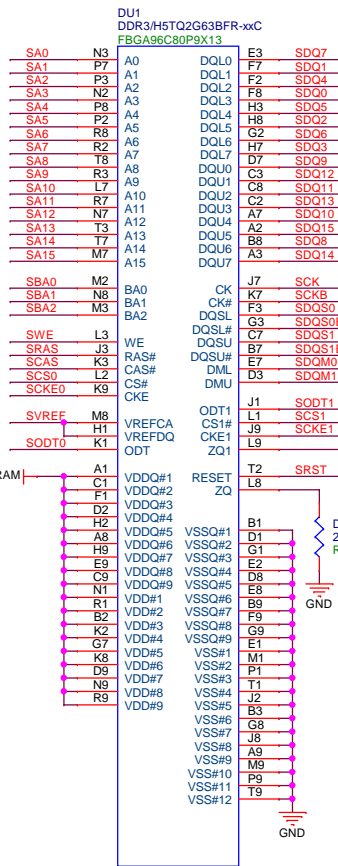 DU1
DDR3/H5TQ2G63BFR-xxC
FBGA96C80P9X13
SA0 N3 A0 DQL0 E3 SDQ7
SA1 P7 A1 DQL1 F7 SDQ1
SA2 P3 A2 DQL2 F2 SDQ4
SA3 N2 A3 DQL3 F8 SDQ0
SA4 P8 A4 DQL4 H3 SDQ5
SA5 P2 A5 DQL5 H8 SDQ2
SA6 R8 A6 DQL6 G2 SDQ6
SA7 R2 A7 DQL7 H7 SDQ3
SA8 T8 A8 DQU0 D7 SDQ9
SA9 R3 A9 DQU1 C3 SDQ12
SA10 L7 A10 DQU2 C8 SDQ11
SA11 R7 A11 DQU3 C2 SDQ13
SA12 N7 A12 DQU4 A7 SDQ10
SA13 T3 A13 DQU5 A2 SDQ15
SA14 T7 A14 DQU6 B8 SDQ8
SA15 M7 A15 DQU7 A3 SDQ14
SBA0 M2 BA0 CK J7 SCK
SBA1 N8 BA1 CK# K7 SCKB
SBA2 M3 BA2 DQSL F3 SDQS0
DQSL# G3
SWE L3 WE DQSU C7 SDQS1
SRAS J3 RAS# DQSU# B7
SCAS K3 CAS# DML E7 SDQM0
SCS0 L2 CS# DMU D3 SDQM1
SCKE0 K9 CKE
ODT1 J1 SODT1
SVREF M8 VREFCA CS1# L1 SCS1
H1 VREFDQ CKE1 J9 SCKE1
SODT0 K1 ODT ZQ1 L9
A1 VDDQ#1 RESET T2 SRST
C1 VDDQ#2 ZQ L8
F1 VDDQ#3
D2 VDDQ#4
H2 VDDQ#5 VSSQ#1 B1
A8 VDDQ#6 VSSQ#2 D1
H9 VDDQ#7 VSSQ#3 G1
E9 VDDQ#8 VSSQ#4 E2
C9 VDDQ#9 VSSQ#5 D8
N1 VDD#1 VSSQ#6 E8
R1 VDD#2 VSSQ#7 B9
B2 VDD#3 VSSQ#8 F9
K2 VDD#4 VSSQ#9 G9
G7 VDD#5 VSS#1 E1
K8 VDD#6 VSS#2 M1
D9 VDD#7 VSS#3 P1
N9 VDD#8 VSS#4 T1
R9 VDD#9 VSS#5 J2
VSS#6 B3
VSS#7 G8
VSS#8 J8
VSS#9 A9
VSS#10 M9
VSS#11 P9
VSS#12 T9
GND
GND